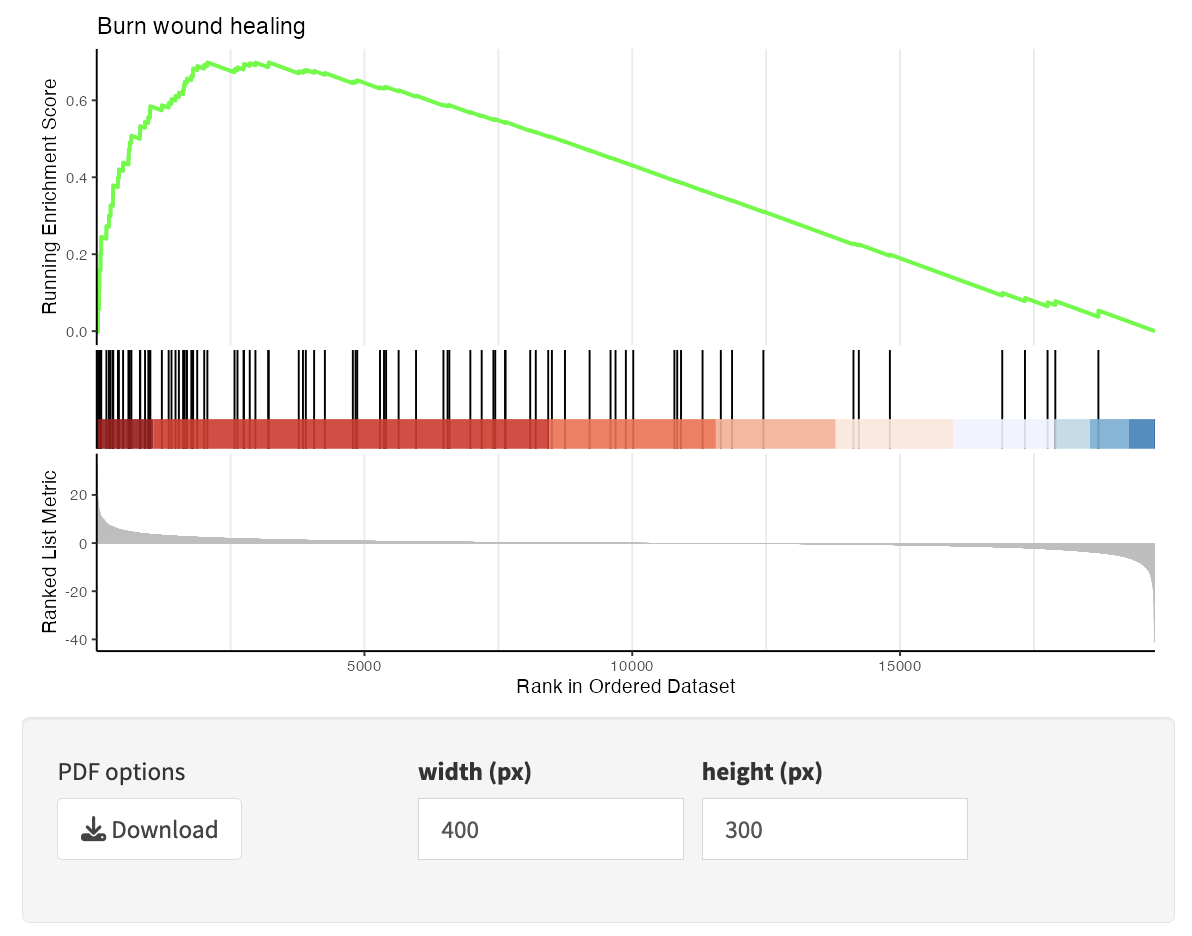 Burn wound healing
Running Enrichment Score
0.6
0.4
0.2
0.0
Ranked List Metric
20
0
-20
-40
5000
10000
15000
Rank in Ordered Dataset
PDF options
width (px)
height (px)
Download
400
300